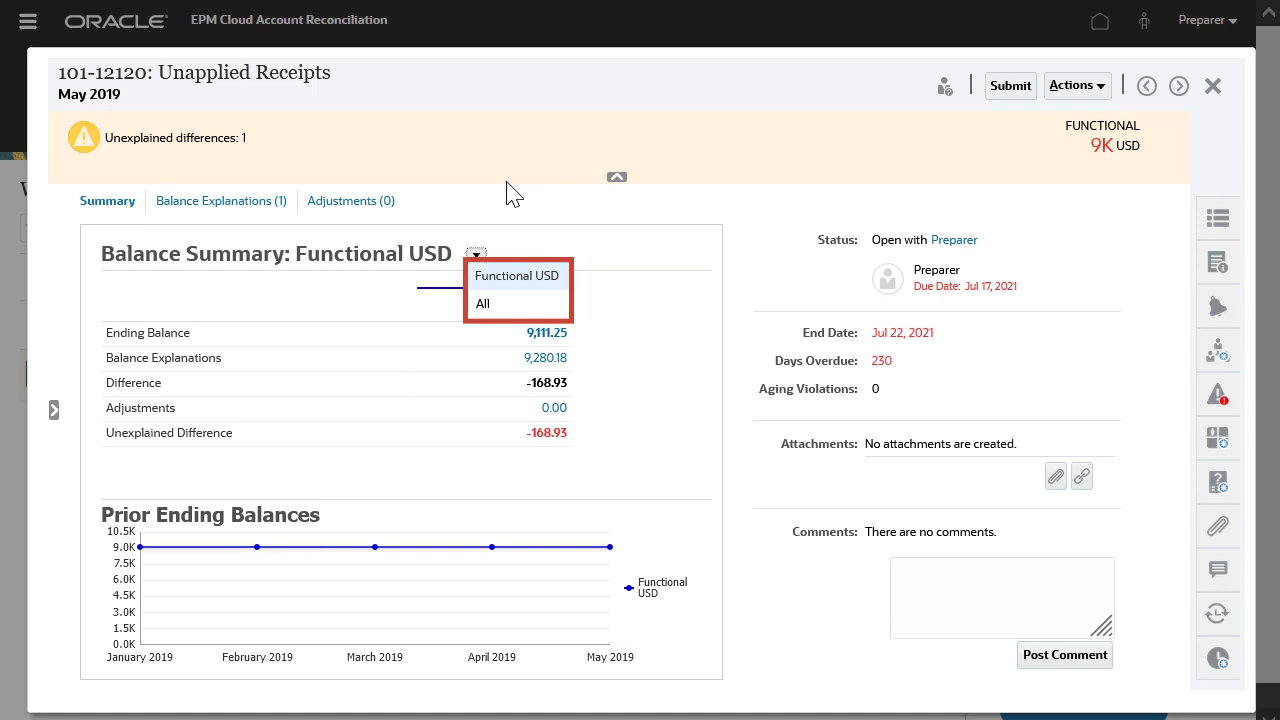 ORACLE
EPM Cloud Account Reconciliation
Preparer
101-12120: Unapplied Receipts
May 2019
Submit
Actions
Unexplained differences: 1
FUNCTIONAL
9K USD
Summary
Balance Explanations (1)
Adjustments (0)
Balance Summary: Functional USD
Functional USD
All
Ending Balance 9,111.25
Balance Explanations 9,280.18
Difference -168.93
Adjustments 0.00
Unexplained Difference -168.93
Prior Ending Balances
10.5K
9.0K
7.5K
6.0K
4.5K
3.0K
1.5K
0.0K
January 2019 February 2019 March 2019 April 2019 May 2019
Functional
USD
Status: Open with Preparer
Preparer
Due Date: Jul 17, 2021
End Date: Jul 22, 2021
Days Overdue: 230
Aging Violations: 0
Attachments: No attachments are created.
Comments: There are no comments.
Post Comment